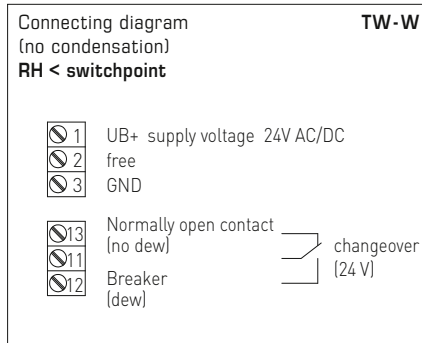 Connecting diagram TW-W
(no condensation)
RH < switchpoint
1 UB+ supply voltage 24V AC/DC
2 free
3 GND
13 Normally open contact
(no dew)
11
changeover
(24 V)
12 Breaker
(dew)